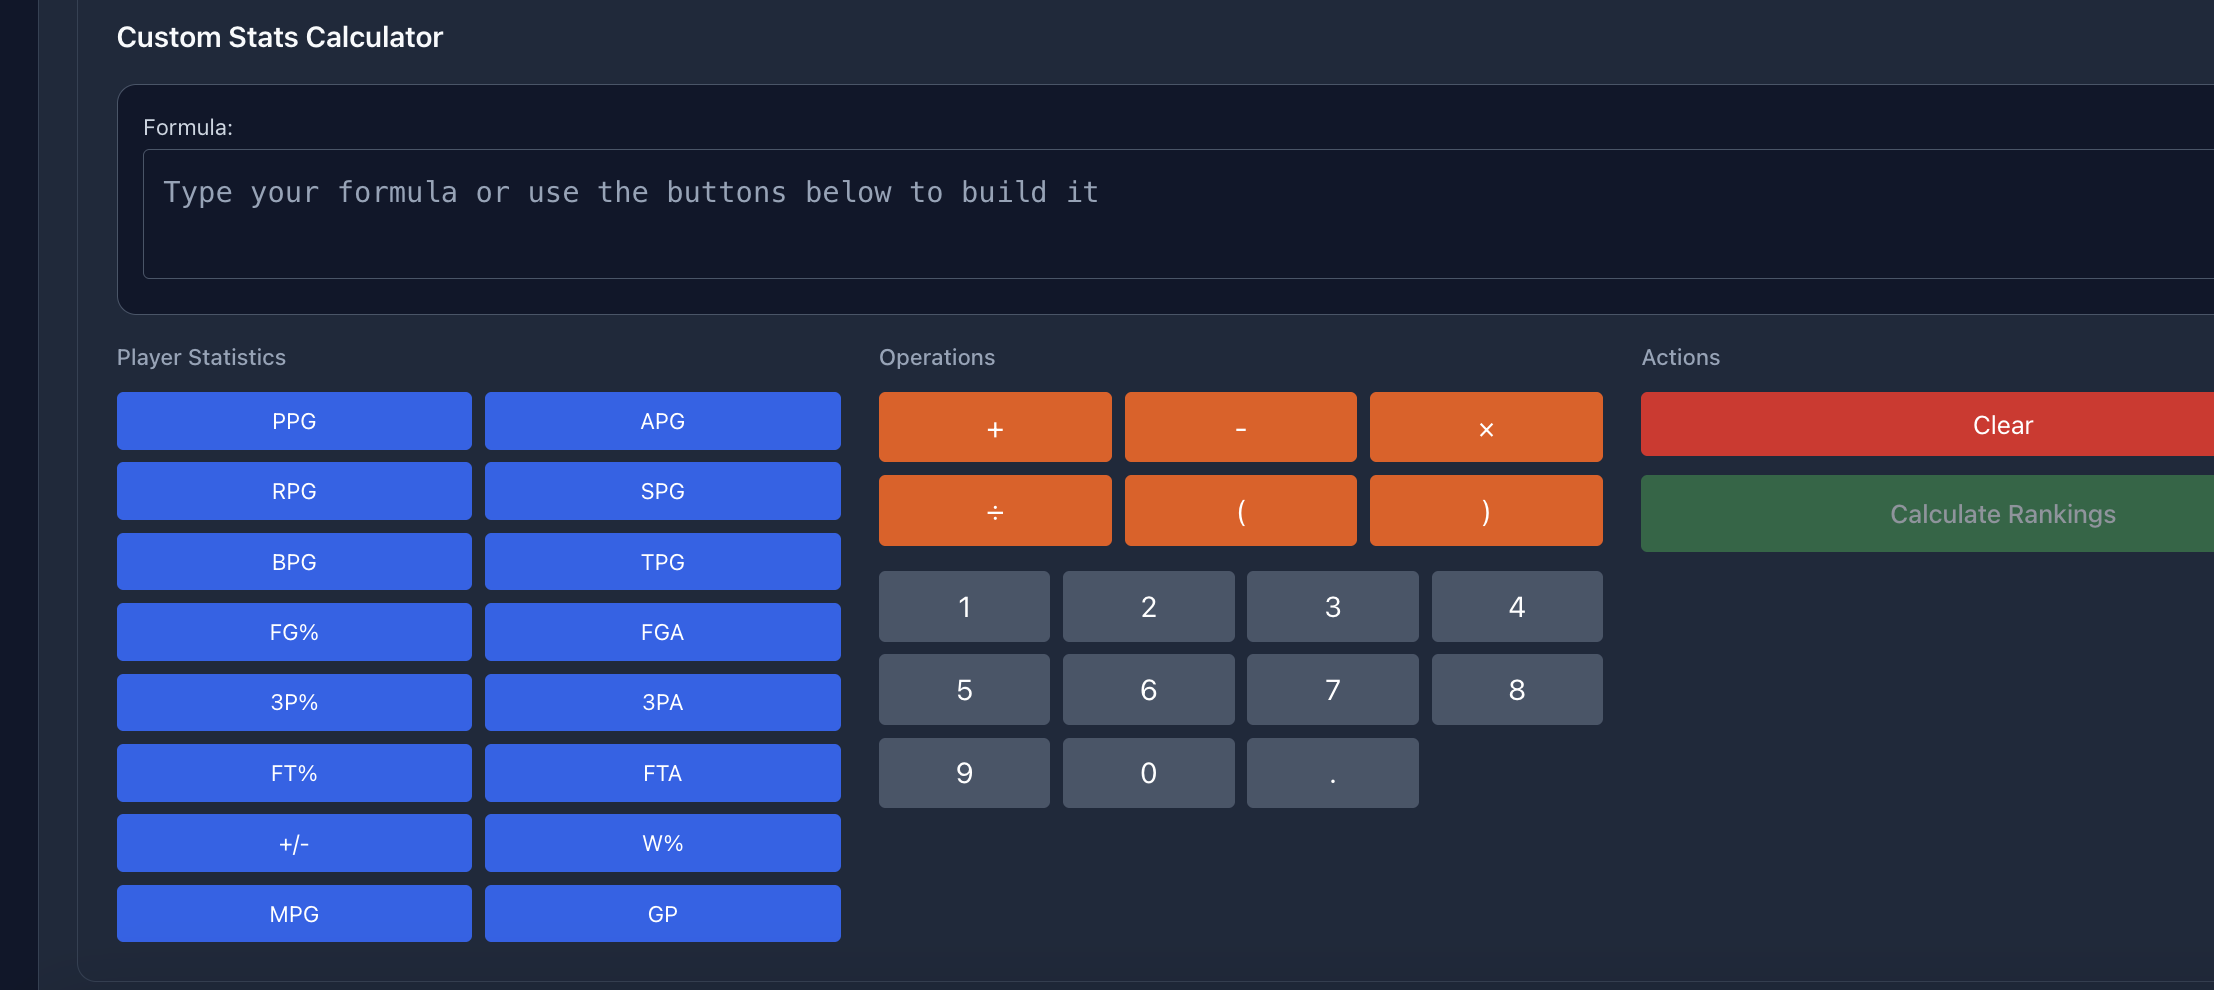 Custom Stats Calculator
Formula:
Type your formula or use the buttons below to build it
Player Statistics
PPG
APG
RPG
SPG
BPG
TPG
FG%
FGA
3P%
3PA
FT%
FTA
+/-
W%
MPG
GP
Operations
+
-
×
÷
(
)
1
2
3
4
5
6
7
8
9
0
.
Actions
Clear
Calculate Rankings